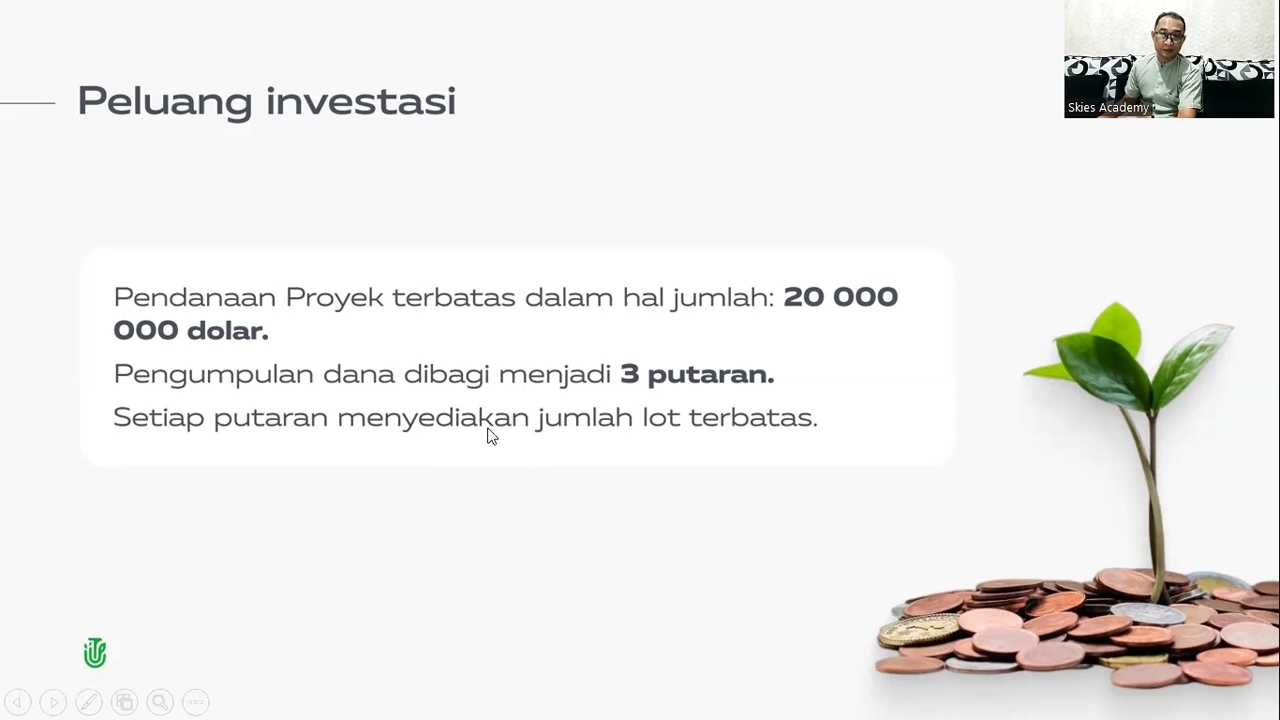 Peluang investasi
Skies Academy
Pendanaan Proyek terbatas dalam hal jumlah: 20 000
000 dolar.
Pengumpulan dana dibagi menjadi 3 putaran.
Setiap putaran menyediakan jumlah lot terbatas.